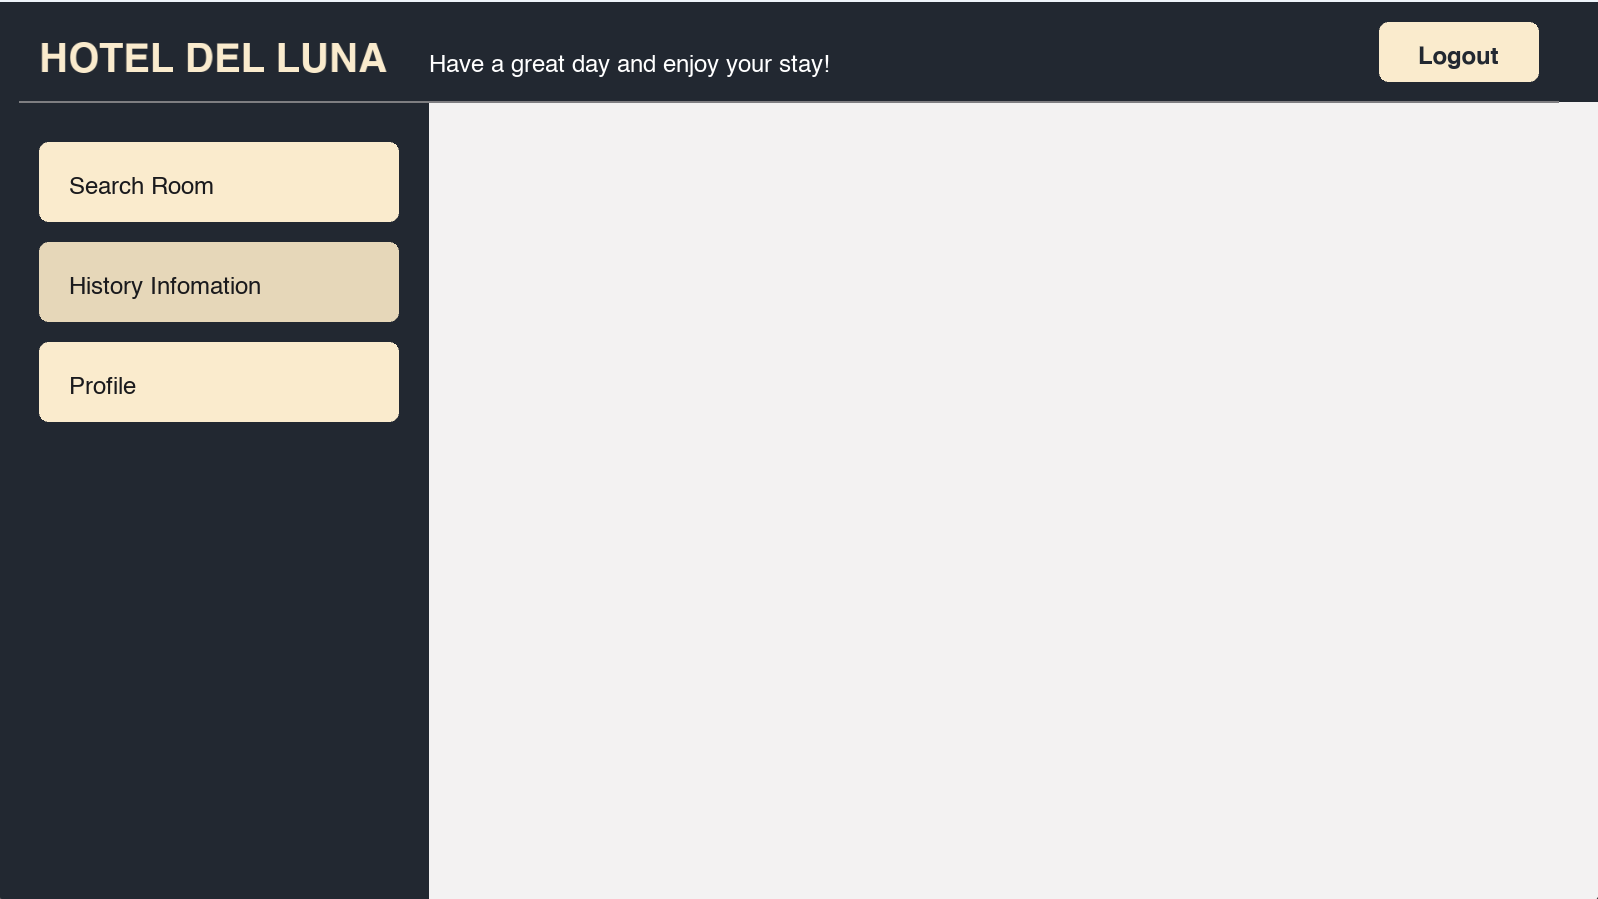 HOTEL DEL LUNA
Have a great day and enjoy your stay!
Logout
Search Room
History Infomation
Profile